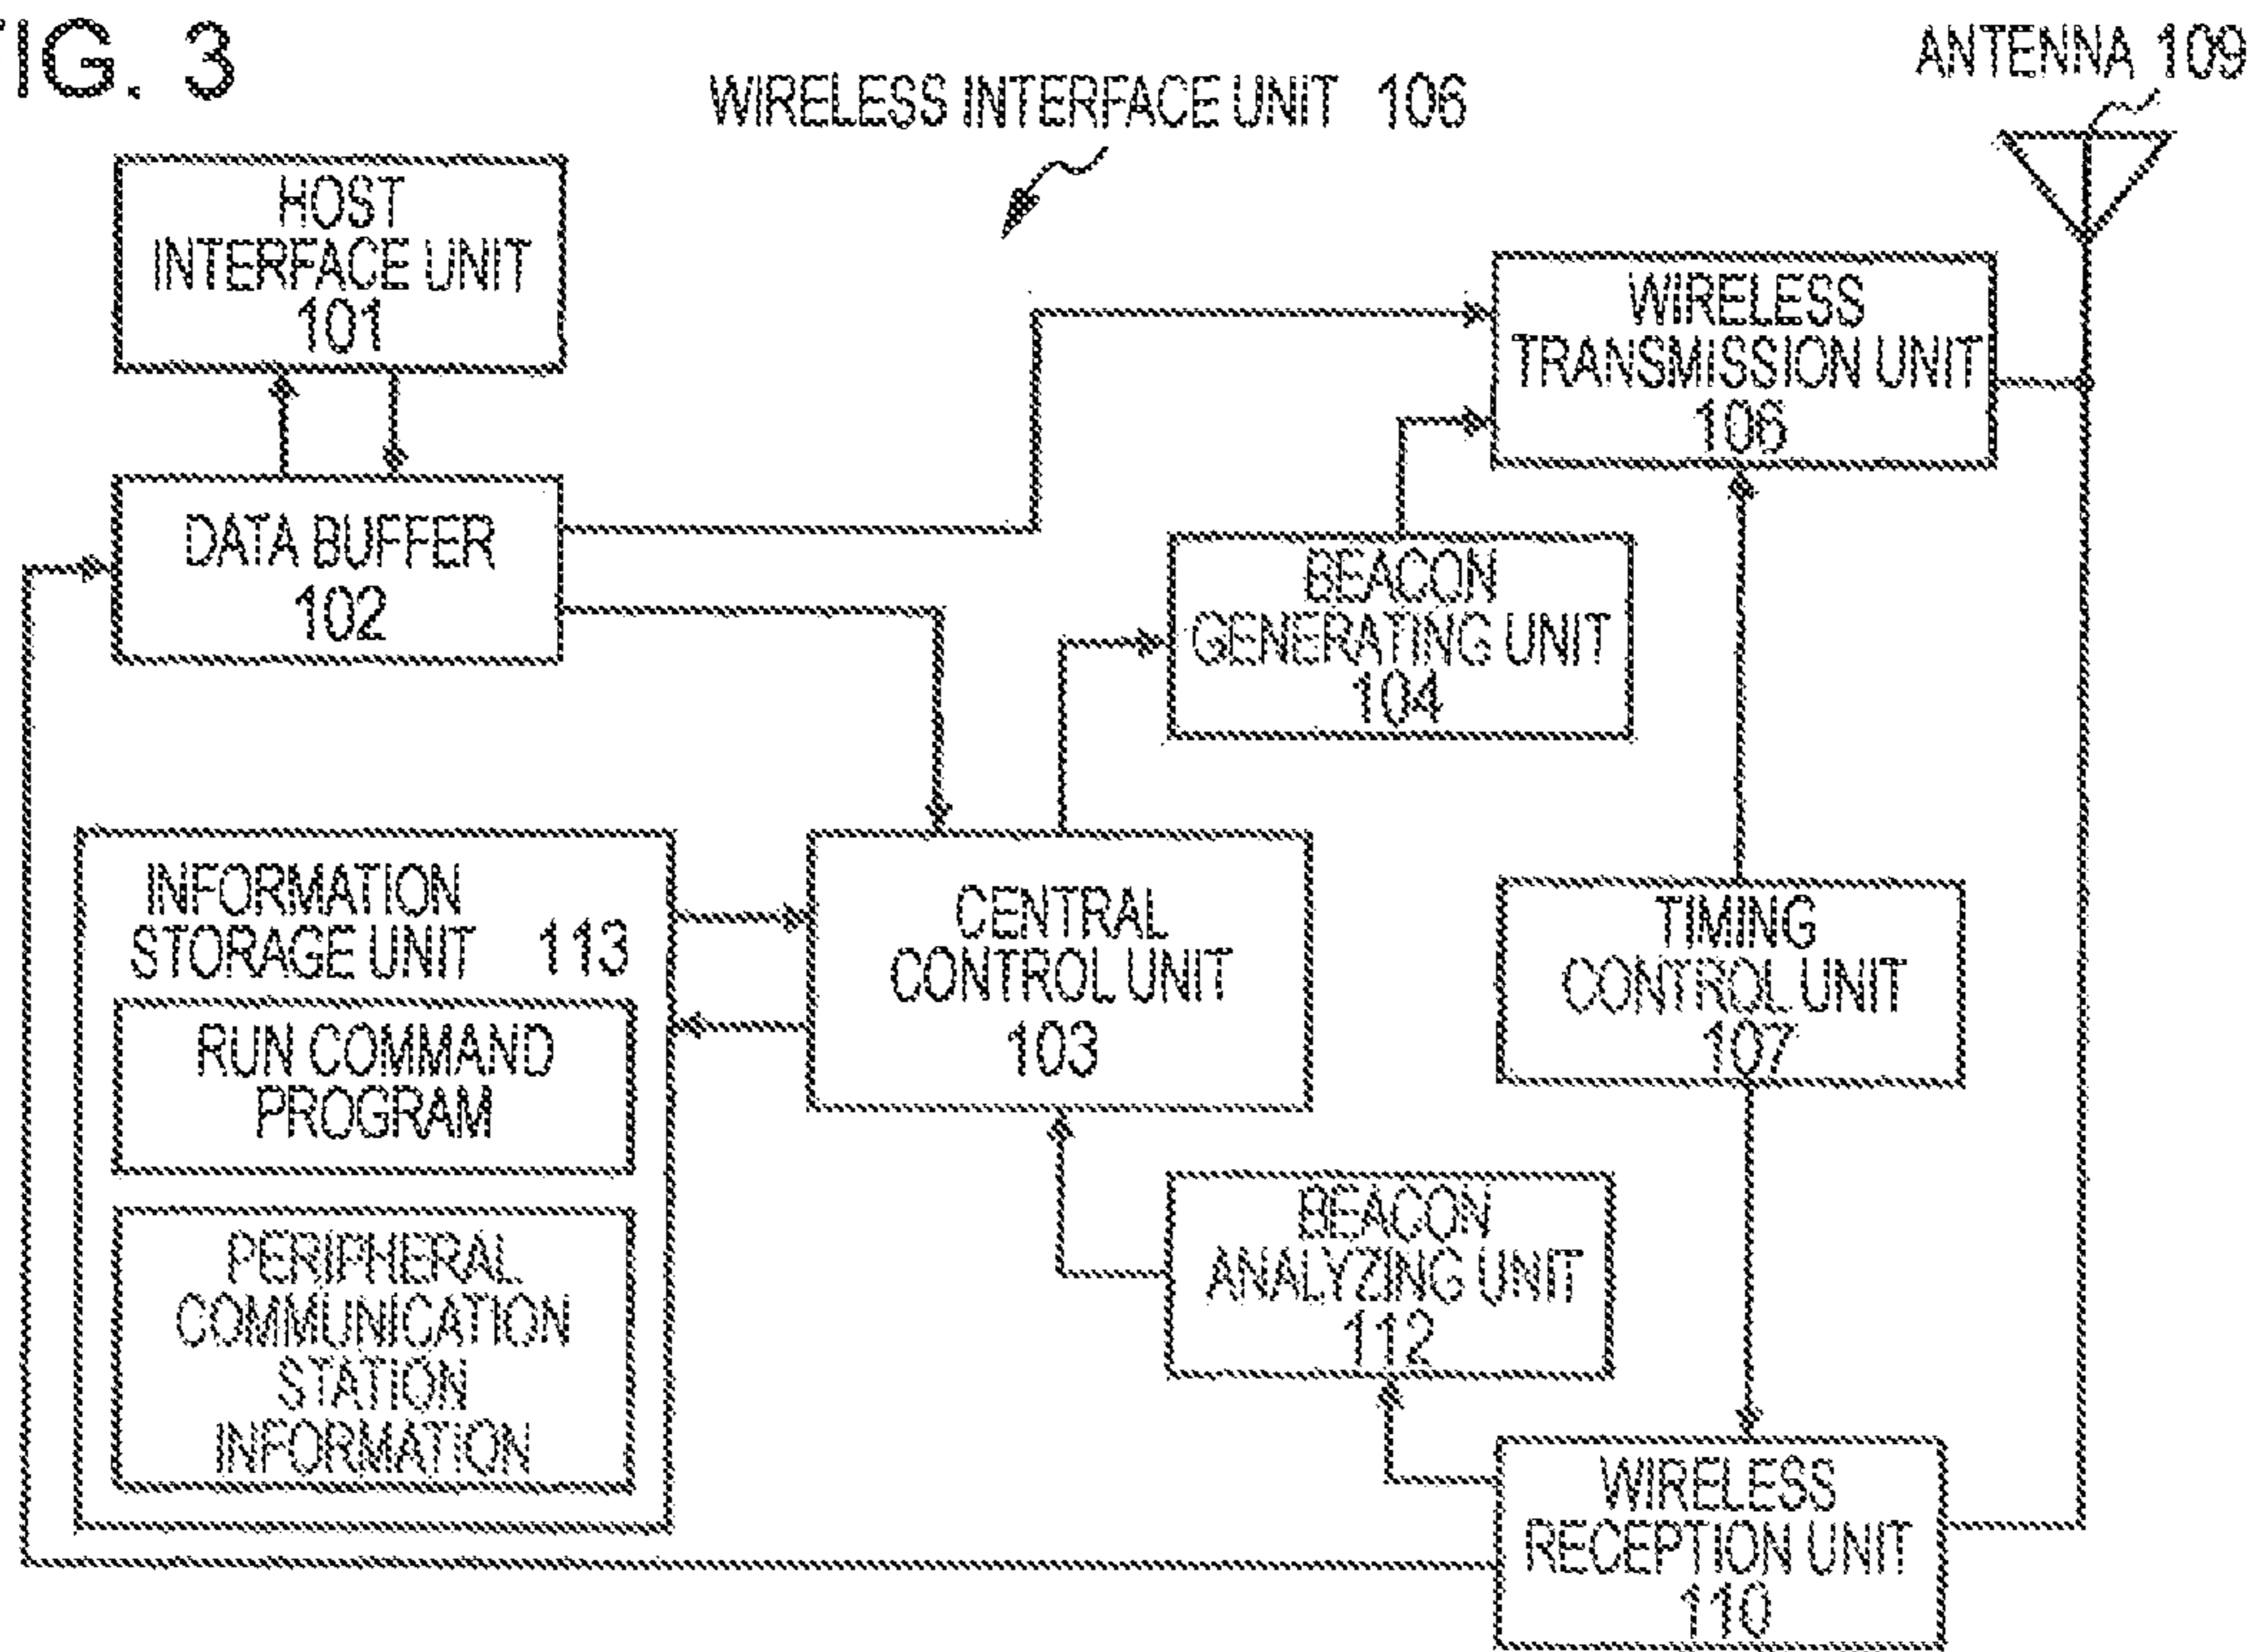 FIG. 3
WIRELESS INTERFACE UNIT 106
ANTENNA 109
HOST
INTERFACE UNIT
101
WIRELESS
TRANSMISSION UNIT
106
DATA BUFFER
102
BEACON
GENERATING UNIT
104
INFORMATION
STORAGE UNIT 113
RUN COMMAND
PROGRAM
PERIPHERAL
COMMUNICATION
STATION
INFORMATION
CENTRAL
CONTROL UNIT
103
TIMING
CONTROL UNIT
107
BEACON
ANALYZING UNIT
112
WIRELESS
RECEPTION UNIT
110